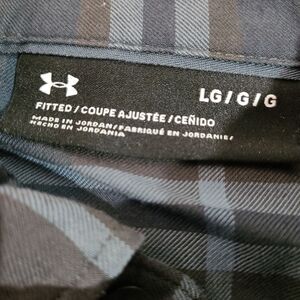 LG/G/G
FITTED/COUPE AJUSTÉE/CEÑIDO
MADE IN JORDAN/FABRIQUÉ EN JORDANIE/
HECHO EN JORDANIA